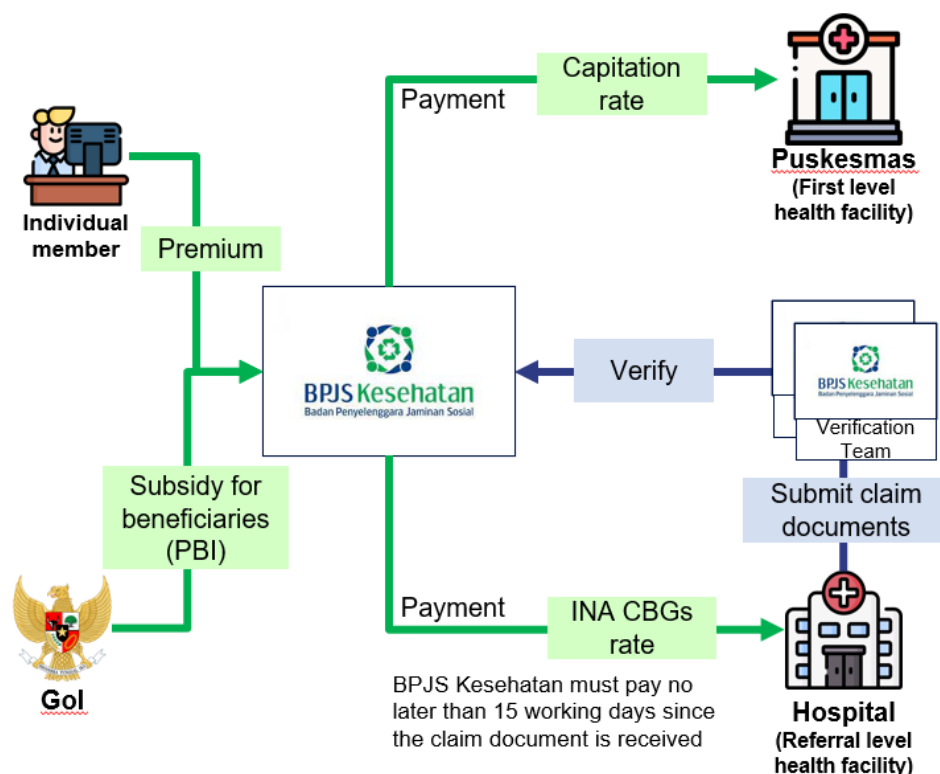 Capitation
rate
Payment
Puskesmas
(First level
health facility)
Individual
member
Premium
BPJS Kesehatan
Badan Penyelenggara Jaminan Sosial
Verify
BPJS Kesehatan
Badan Penyelenggara Jaminan Sosial
Verification
Team
Subsidy for
beneficiaries
(PBI)
Submit claim
documents
Payment
INA CBGs
rate
GoI
BPJS Kesehatan must pay no
later than 15 working days since
the claim document is received
Hospital
(Referral level
health facility)